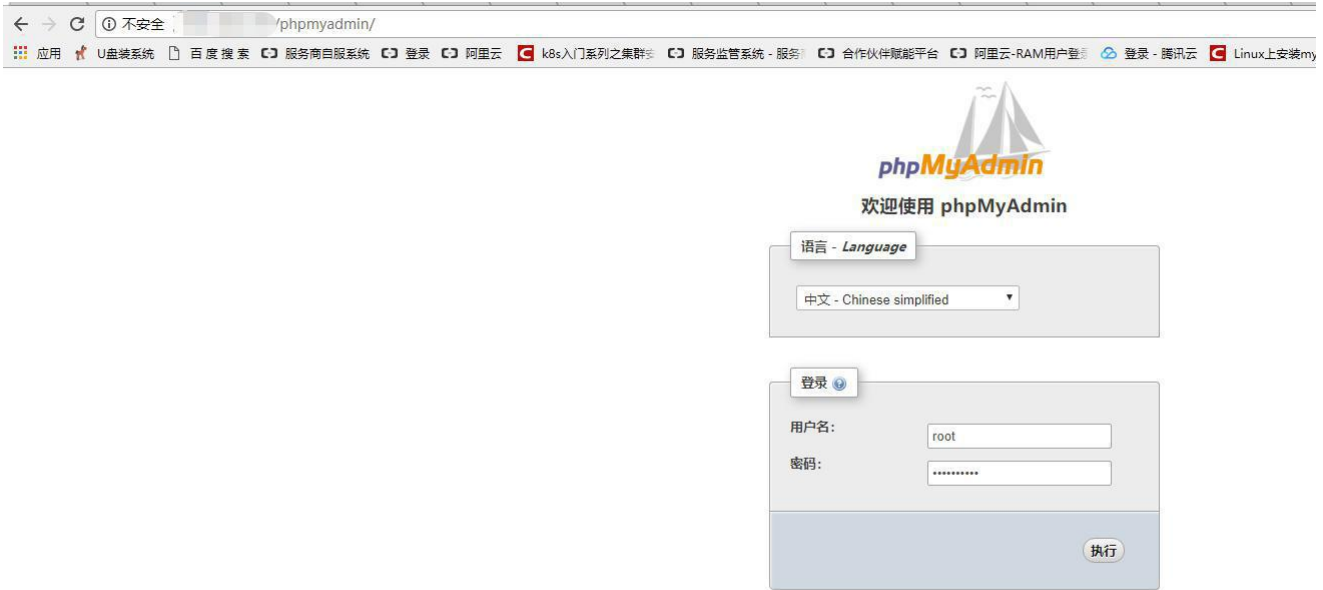 不安全 /phpmyadmin/
应用 U盘装系统 百度搜索 服务商自服系统 登录 阿里云 k8s入门系列之集群安 服务监管系统 - 服务 合作伙伴赋能平台 阿里云-RAM用户登录 登录 - 腾讯云 Linux上安装my
phpMyAdmin
欢迎使用 phpMyAdmin
语言 - Language
中文 - Chinese simplified
登录
用户名:
root
密码:
••••••••••
执行